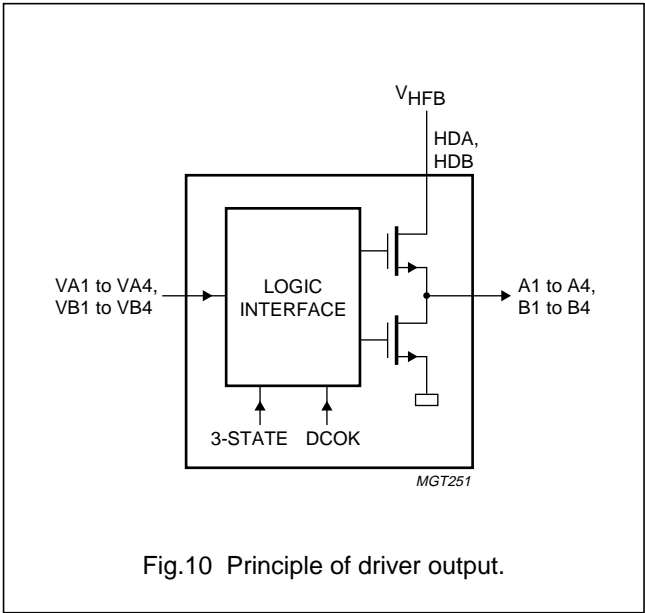 VHFB
HDA,
HDB
VA1 to VA4,
VB1 to VB4
LOGIC
INTERFACE
A1 to A4,
B1 to B4
3-STATE DCOK
MGT251
Fig.10 Principle of driver output.